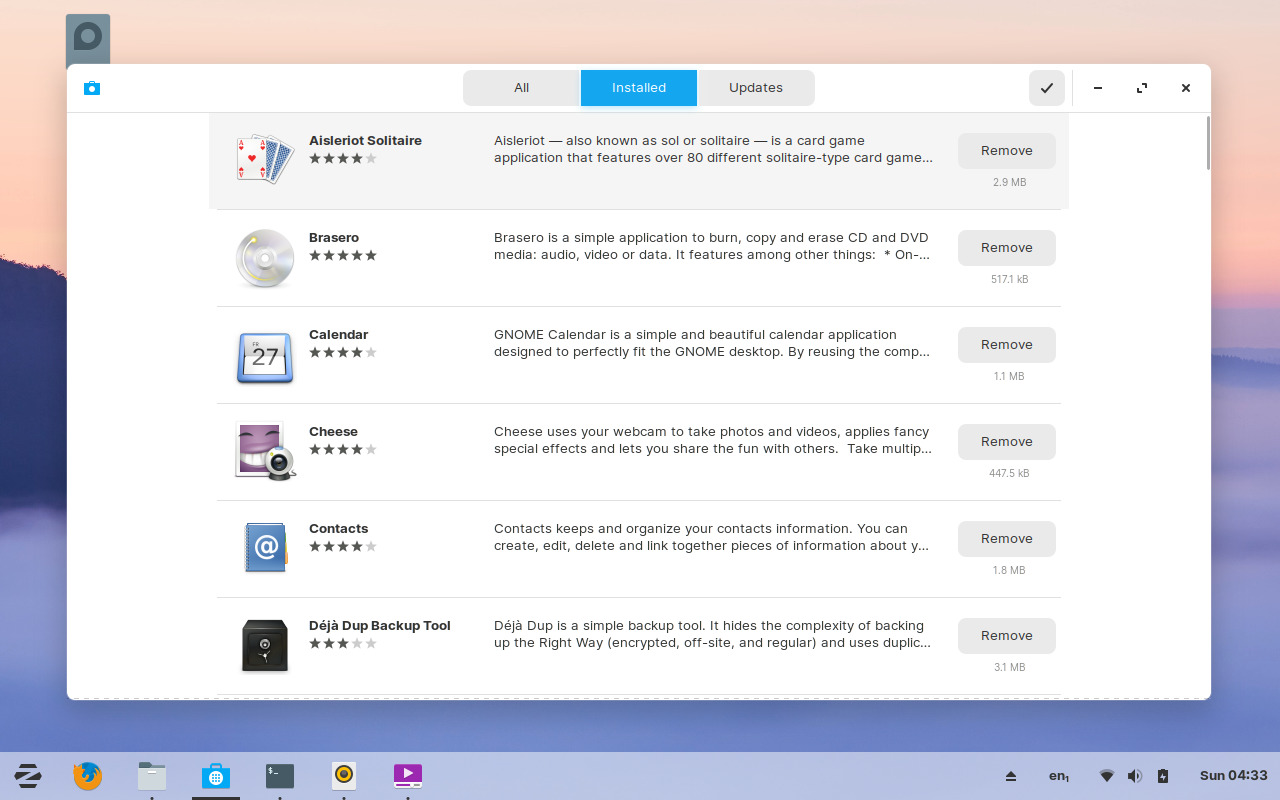 All
Installed
Updates
Aisleriot Solitaire
Aisleriot — also known as sol or solitaire — is a card game
application that features over 80 different solitaire-type card game…
Remove
2.9 MB
Brasero
Brasero is a simple application to burn, copy and erase CD and DVD
media: audio, video or data. It features among other things:  * On-…
Remove
517.1 kB
FR
27
Calendar
GNOME Calendar is a simple and beautiful calendar application
designed to perfectly fit the GNOME desktop. By reusing the comp…
Remove
1.1 MB
Cheese
Cheese uses your webcam to take photos and videos, applies fancy
special effects and lets you share the fun with others.  Take multip…
Remove
447.5 kB
@
Contacts
Contacts keeps and organize your contacts information. You can
create, edit, delete and link together pieces of information about y…
Remove
1.8 MB
Déjà Dup Backup Tool
Déjà Dup is a simple backup tool. It hides the complexity of backing
up the Right Way (encrypted, off-site, and regular) and uses duplic…
Remove
3.1 MB
$-
en₁
Sun 04:33